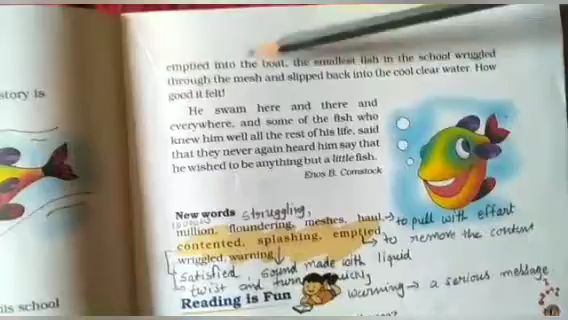 emptied into the boat, the smallest fish in the school wriggled
through the mesh and slipped back into the cool clear water. How
good it felt!
He swam here and there and
everywhere, and some of the fish who
knew him well all the rest of his life, said
that they never again heard him say that
he wished to be anything but a little fish.
Enos B. Comstock
story is
New words struggling,
million, floundering, meshes, haul → to pull with effort
contented, splashing, emptied
→ to remove the content
wriggled, warning
satisfied, sound made with liquid
twist and turn quickly
warning → a serious message.
Reading is Fun
his school